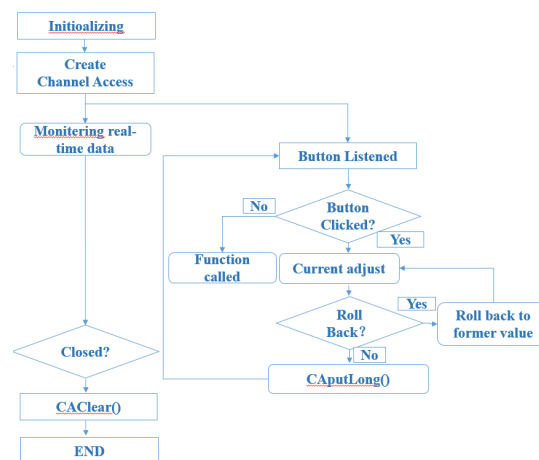 Initioalizing
Create
Channel Access
Monitering real-
time data
Button Listened
No
Button
Clicked?
Yes
Function
called
Current adjust
Roll
Back?
Yes
Roll back to
former value
No
Closed?
CAputLong()
CAClear()
END